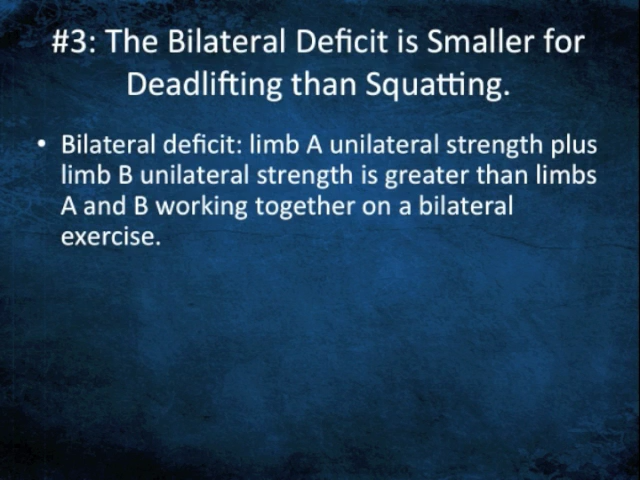 #3: The Bilateral Deficit is Smaller for
Deadlifting than Squatting.
• Bilateral deficit: limb A unilateral strength plus
limb B unilateral strength is greater than limbs
A and B working together on a bilateral
exercise.